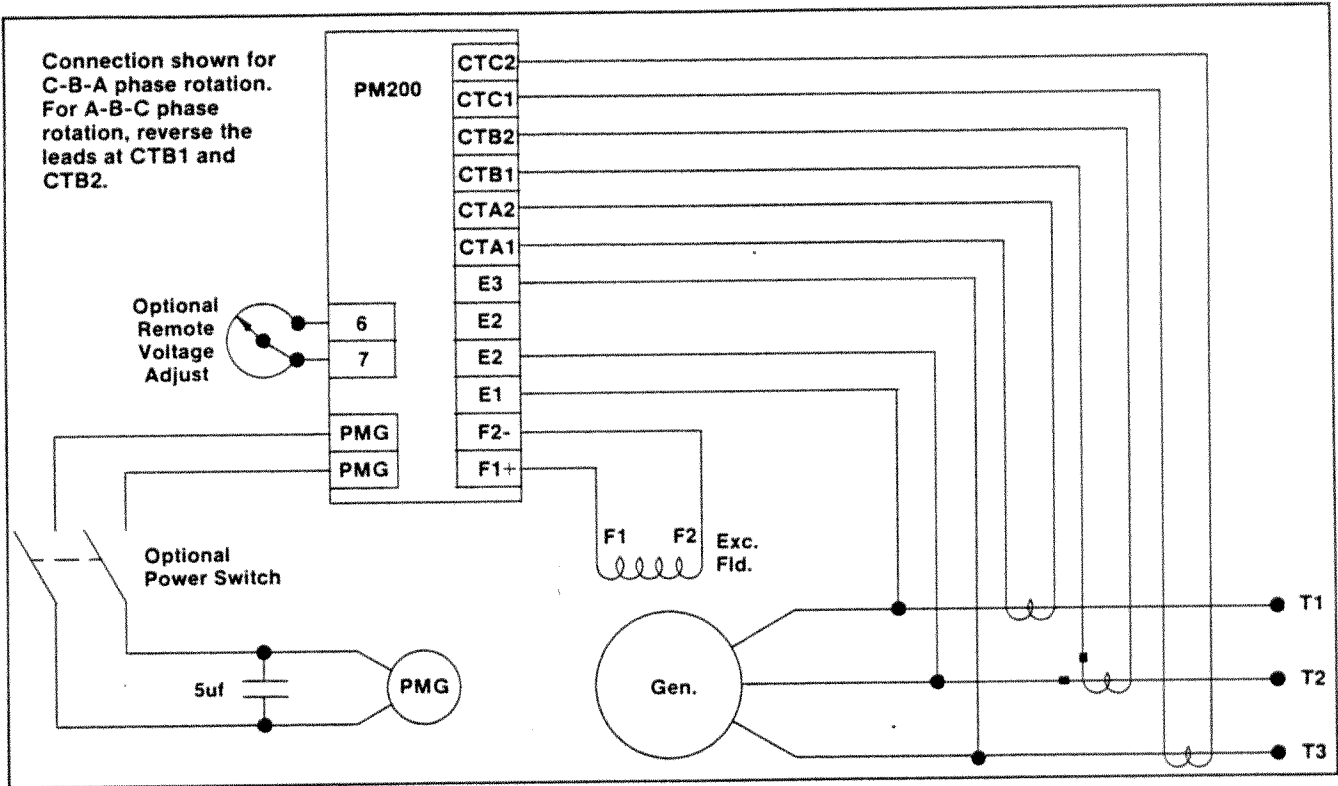 Connection shown for
C-B-A phase rotation.
For A-B-C phase
rotation, reverse the
leads at CTB1 and
CTB2.
PM200
CTC2
CTC1
CTB2
CTB1
CTA2
CTA1
E3
E2
E2
E1
F2-
F1+
Optional
Remote
Voltage
Adjust
6
7
PMG
PMG
Optional
Power Switch
F1
F2
Exc.
Fld.
5uf
PMG
Gen.
T1
T2
T3